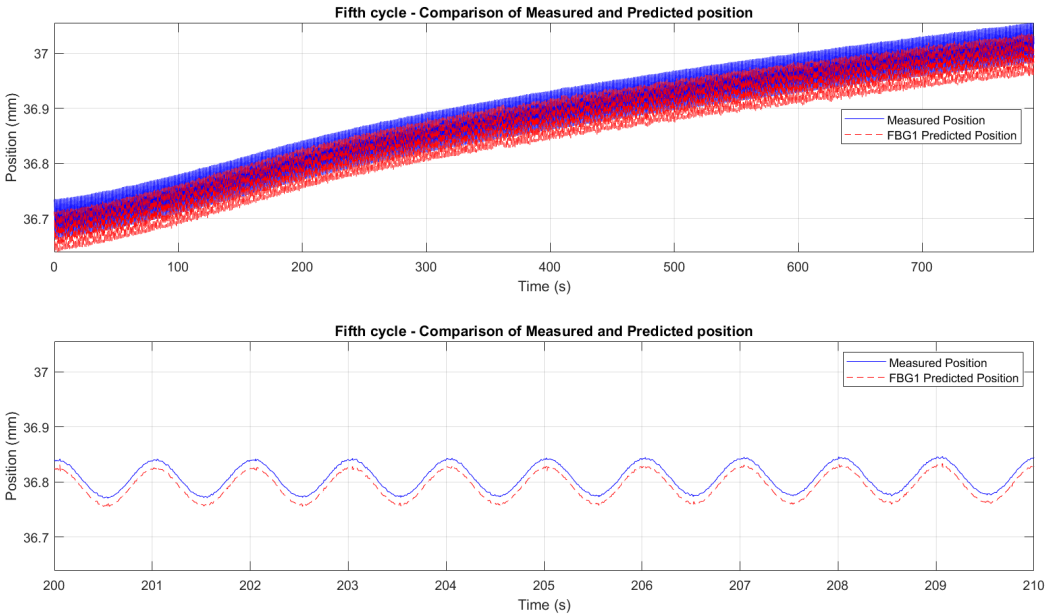 Fifth cycle - Comparison of Measured and Predicted position
Position (mm)
37
36.9
36.8
36.7
Measured Position
FBG1 Predicted Position
0 100 200 300 400 500 600 700
Time (s)
Fifth cycle - Comparison of Measured and Predicted position
Position (mm)
37
36.9
36.8
36.7
Measured Position
FBG1 Predicted Position
200 201 202 203 204 205 206 207 208 209 210
Time (s)